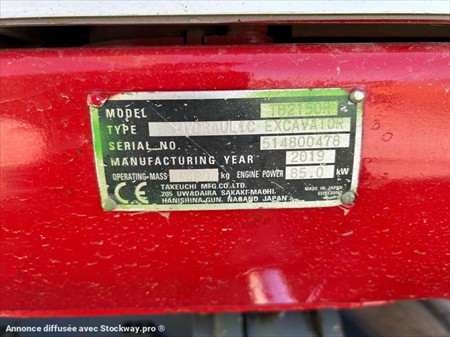 MODEL TB2150R
TYPE HYDRAULIC EXCAVATOR
SERIAL NO. 514800478
MANUFACTURING YEAR 2019
OPERATING-MASS kg ENGINE POWER 85.0 kW
CE TAKEUCHI MFG.CO.LTD. MADE IN JAPAN
205 UWADAIRA SAKAKI-MACHI,
HANISHINA-GUN, NAGANO JAPAN
Annonce diffusée avec Stockway.pro ®